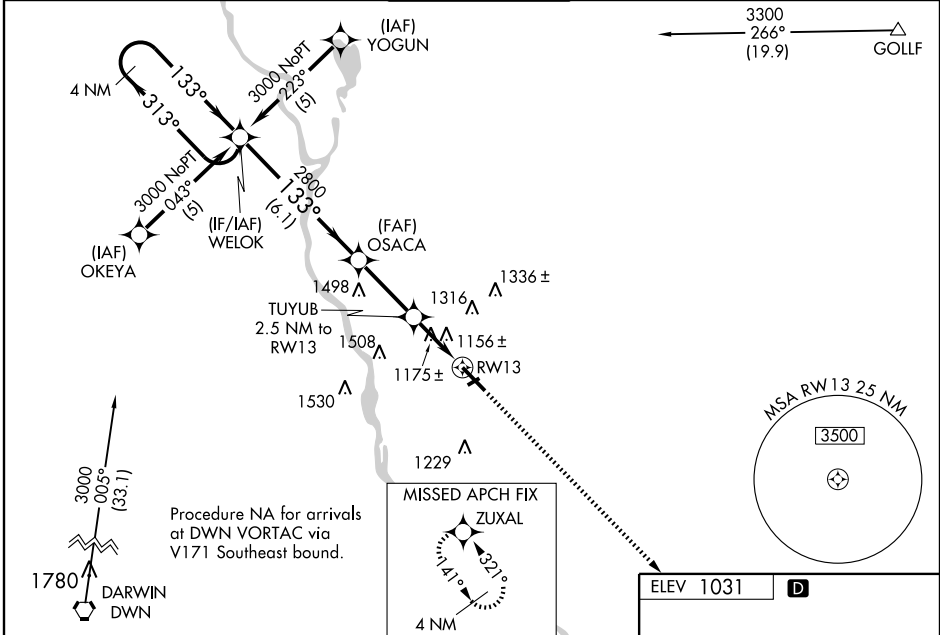 (IAF)
YOGUN
3300
266°
(19.9)
GOLLF
4 NM
133°
313°
3000 NoPT
223°
(5)
3000 NoPT
043°
(5)
(IF/IAF)
WELOK
(IAF)
OKEYA
2800
133°
(6.1)
(FAF)
OSACA
1498
1336 ±
1316
TUYUB
2.5 NM to
RW13
1508
1156 ±
1175 ±
RW13
1530
1229
MSA RW13 25 NM
3500
3000
005°
(33.1)
1780
DARWIN
DWN
Procedure NA for arrivals
at DWN VORTAC via
V171 Southeast bound.
MISSED APCH FIX
ZUXAL
141°
321°
4 NM
ELEV 1031
D